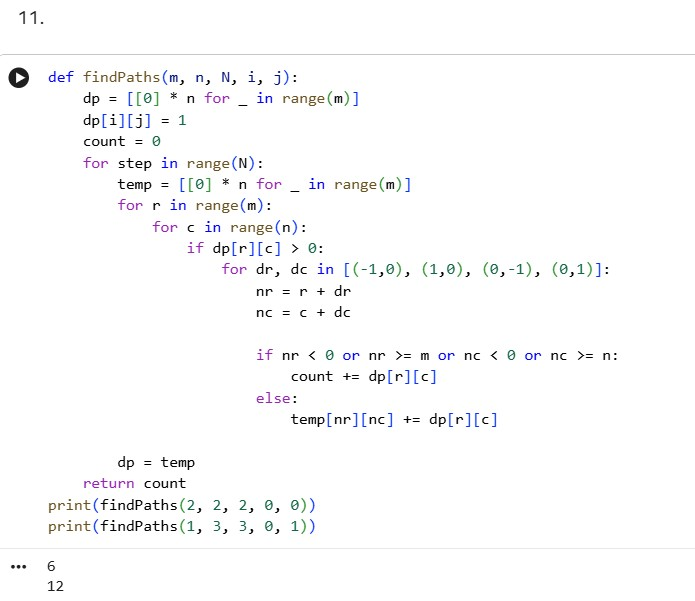 11.
def findPaths(m, n, N, i, j):
    dp = [[0] * n for _ in range(m)]
    dp[i][j] = 1
    count = 0
    for step in range(N):
        temp = [[0] * n for _ in range(m)]
        for r in range(m):
            for c in range(n):
                if dp[r][c] > 0:
                    for dr, dc in [(-1,0), (1,0), (0,-1), (0,1)]:
                        nr = r + dr
                        nc = c + dc
                        if nr < 0 or nr >= m or nc < 0 or nc >= n:
                            count += dp[r][c]
                        else:
                            temp[nr][nc] += dp[r][c]
        dp = temp
    return count
print(findPaths(2, 2, 2, 0, 0))
print(findPaths(1, 3, 3, 0, 1))
6
12